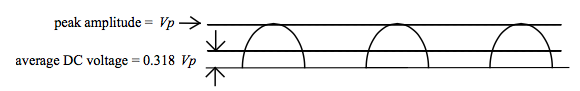 peak amplitude = Vp
average DC voltage = 0.318 Vp